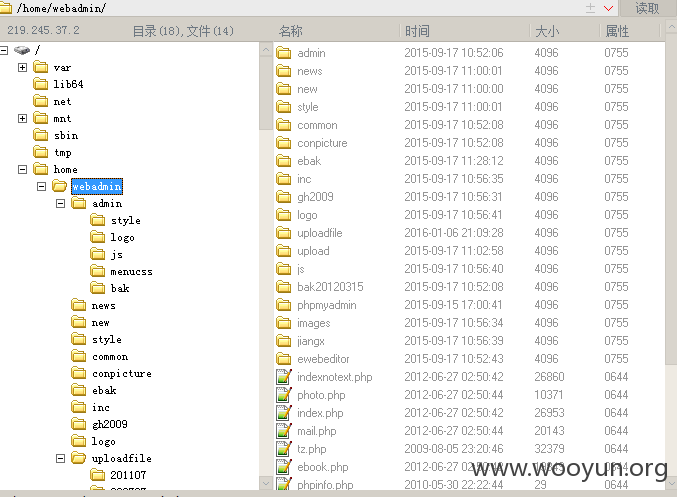 /home/webadmin/ 读取
219.245.37.2 目录(18),文件(14) 名称 时间 大小 属性
/
var
lib64
net
mnt
sbin
tmp
home
webadmin
admin
style
logo
js
menucss
bak
news
new
style
common
conpicture
ebak
inc
gh2009
logo
uploadfile
201107
admin 2015-09-17 10:52:06 4096 0755
news 2015-09-17 11:00:01 4096 0755
new 2015-09-17 11:00:00 4096 0755
style 2015-09-17 11:00:01 4096 0755
common 2015-09-17 10:52:08 4096 0755
conpicture 2015-09-17 10:52:08 4096 0755
ebak 2015-09-17 11:28:12 4096 0755
inc 2015-09-17 10:56:35 4096 0755
gh2009 2015-09-17 10:56:31 4096 0755
logo 2015-09-17 10:56:41 4096 0755
uploadfile 2016-01-06 21:09:28 4096 0755
upload 2015-09-17 11:02:58 4096 0755
js 2015-09-17 10:56:40 4096 0755
bak20120315 2015-09-17 10:52:08 4096 0755
phpmyadmin 2015-09-15 17:00:41 4096 0755
images 2015-09-17 10:56:34 4096 0755
jiangx 2015-09-17 10:56:39 4096 0755
ewebeditor 2015-09-17 10:52:43 4096 0755
indexnotext.php 2012-06-27 02:50:42 26860 0644
photo.php 2012-06-27 02:50:42 10371 0644
index.php 2012-06-27 02:50:42 26953 0644
mail.php 2012-06-27 02:50:44 20143 0644
tz.php 2009-08-05 23:20:46 32379 0644
ebook.php 2012-06-27 0644
phpinfo.php 2010-05-30 22:22:44 29 0644
www.wooyun.org